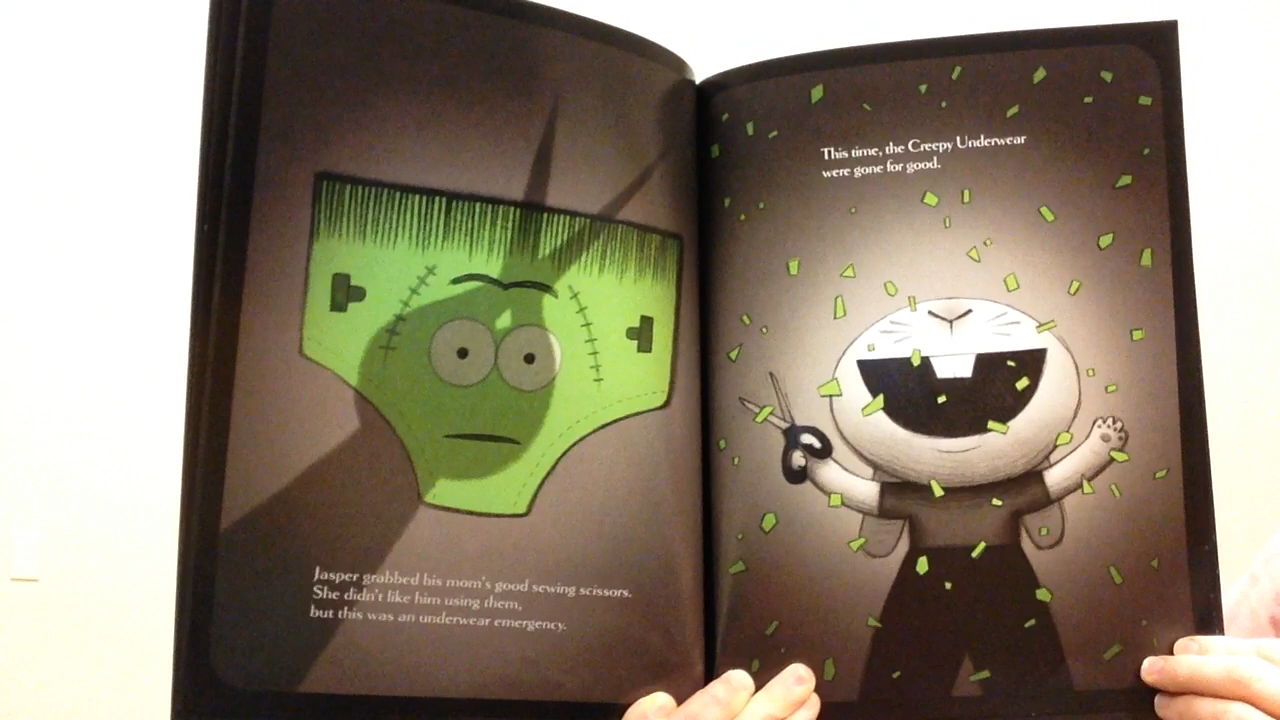 Jasper grabbed his mom's good sewing scissors.
She didn't like him using them,
but this was an underwear emergency.
This time, the Creepy Underwear
were gone for good.